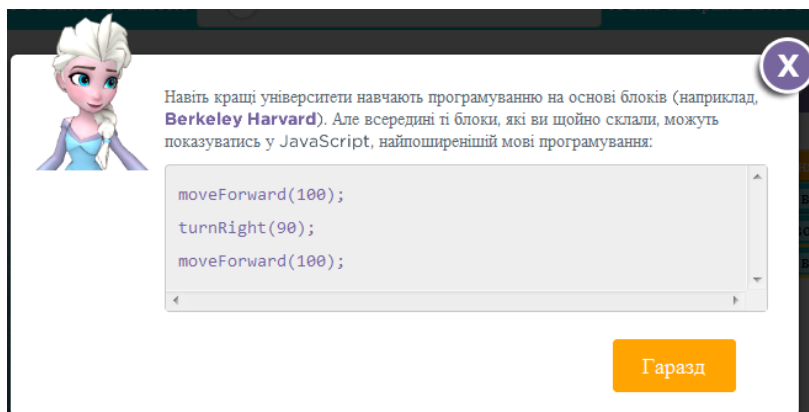 X
Навіть кращі університети навчають програмуванню на основі блоків (наприклад,
Berkeley Harvard). Але всередині ті блоки, які ви щойно склали, можуть
показуватись у JavaScript, найпоширенішій мові програмування:
moveForward(100);
turnRight(90);
moveForward(100);
Гаразд